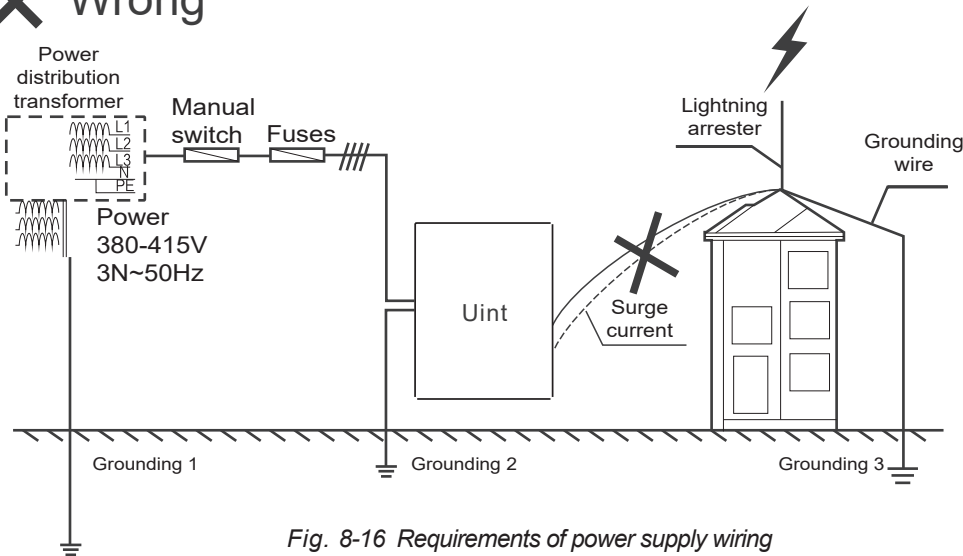 Wrong
Power
distribution
transformer
L1
L2
L3
N
PE
Manual
switch
Fuses
Power
380-415V
3N~50Hz
Uint
Surge
current
Lightning
arrester
Grounding
wire
Grounding 1
Grounding 2
Grounding 3
Fig. 8-16 Requirements of power supply wiring